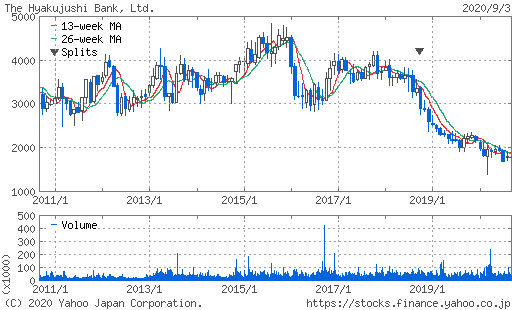 The Hyakujushi Bank, Ltd. 2020/9/3
5000
13-week MA
26-week MA
Splits
4000
3000
2000
1000
2011/1 2013/1 2015/1 2017/1 2019/1
500
Volume
400
300
200
100
0
(x1000)
2011/1 2013/1 2015/1 2017/1 2019/1
(C) 2020 Yahoo Japan Corporation. https://stocks.finance.yahoo.co.jp/